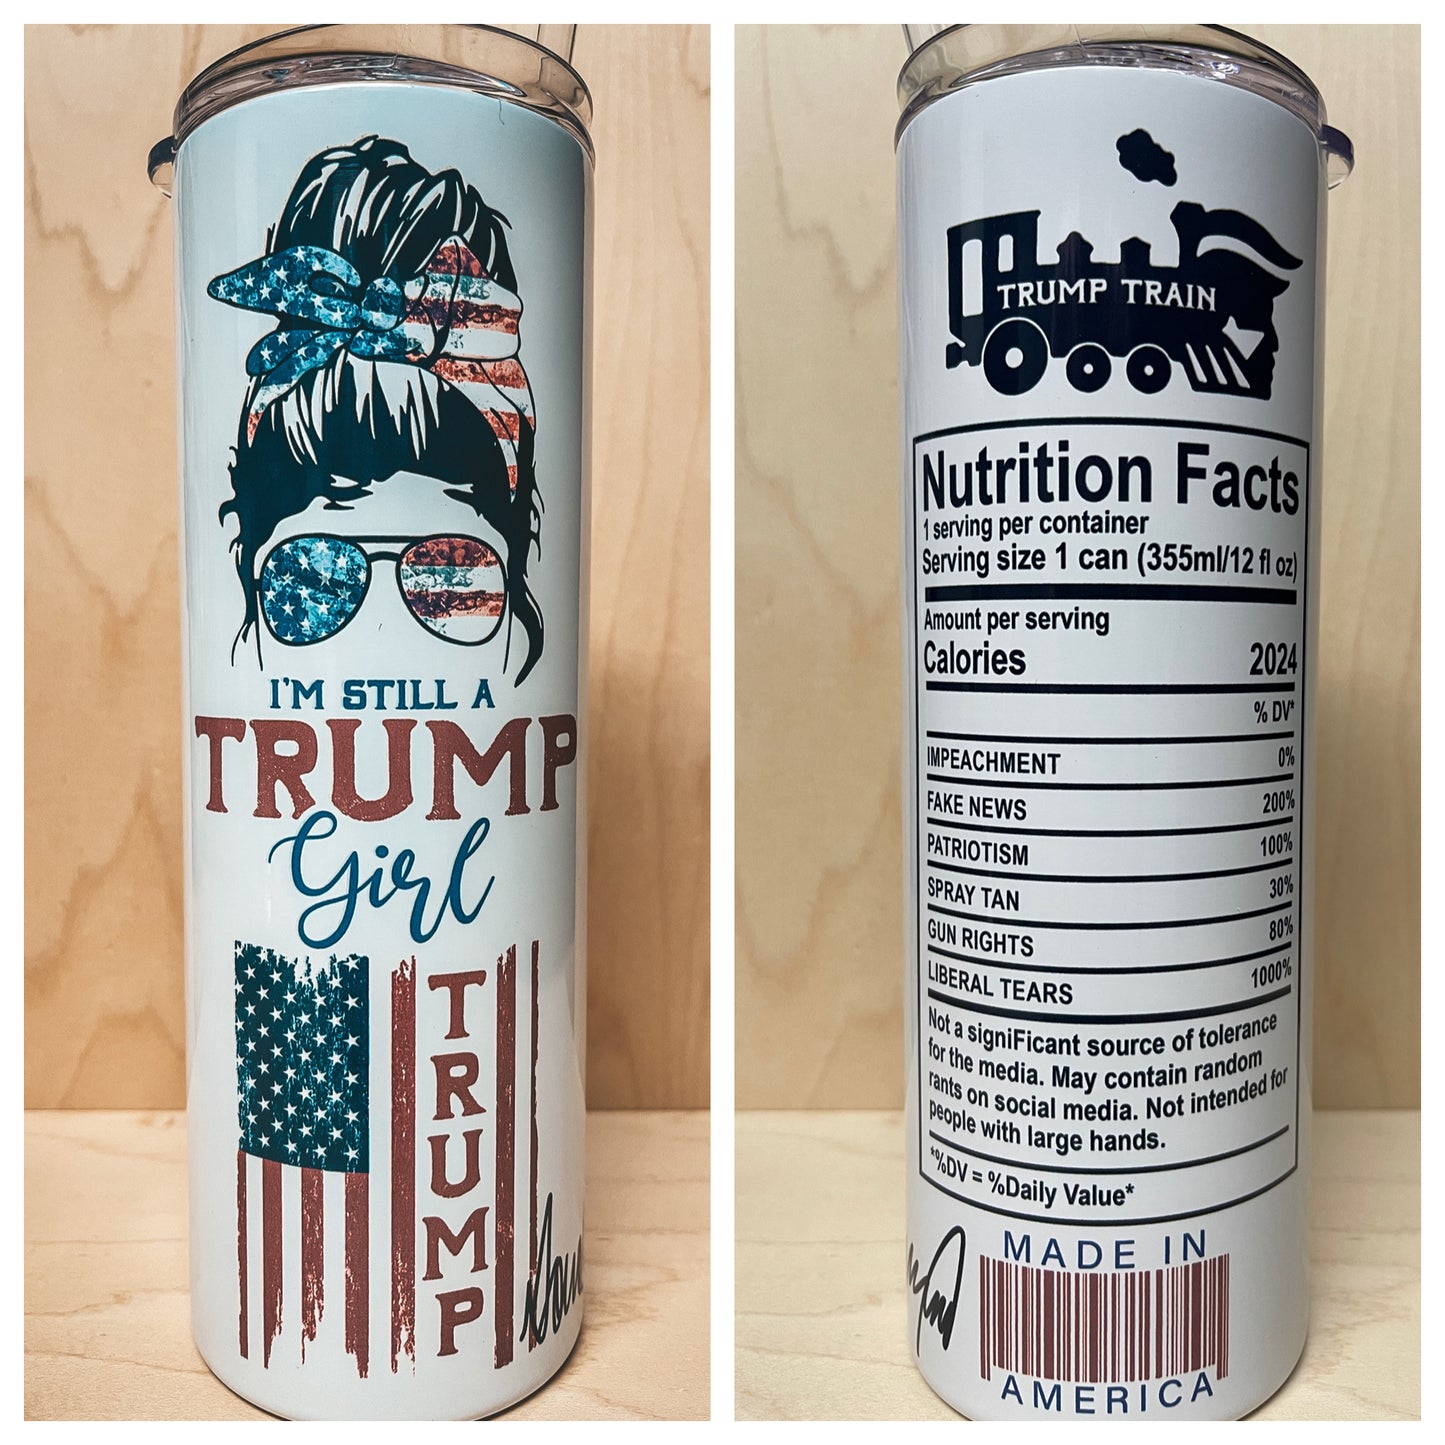 I'M STILL A
TRUMP
Girl
TRUMP
TRUMP TRAIN
Nutrition Facts
1 serving per container
Serving size 1 can (355ml/12 fl oz)
Amount per serving
Calories 2024
% DV*
IMPEACHMENT 0%
FAKE NEWS 200%
PATRIOTISM 100%
SPRAY TAN 30%
GUN RIGHTS 80%
LIBERAL TEARS 1000%
Not a signiFicant source of tolerance
for the media. May contain random
rants on social media. Not intended for
people with large hands.
*%DV = %Daily Value*
MADE IN
AMERICA